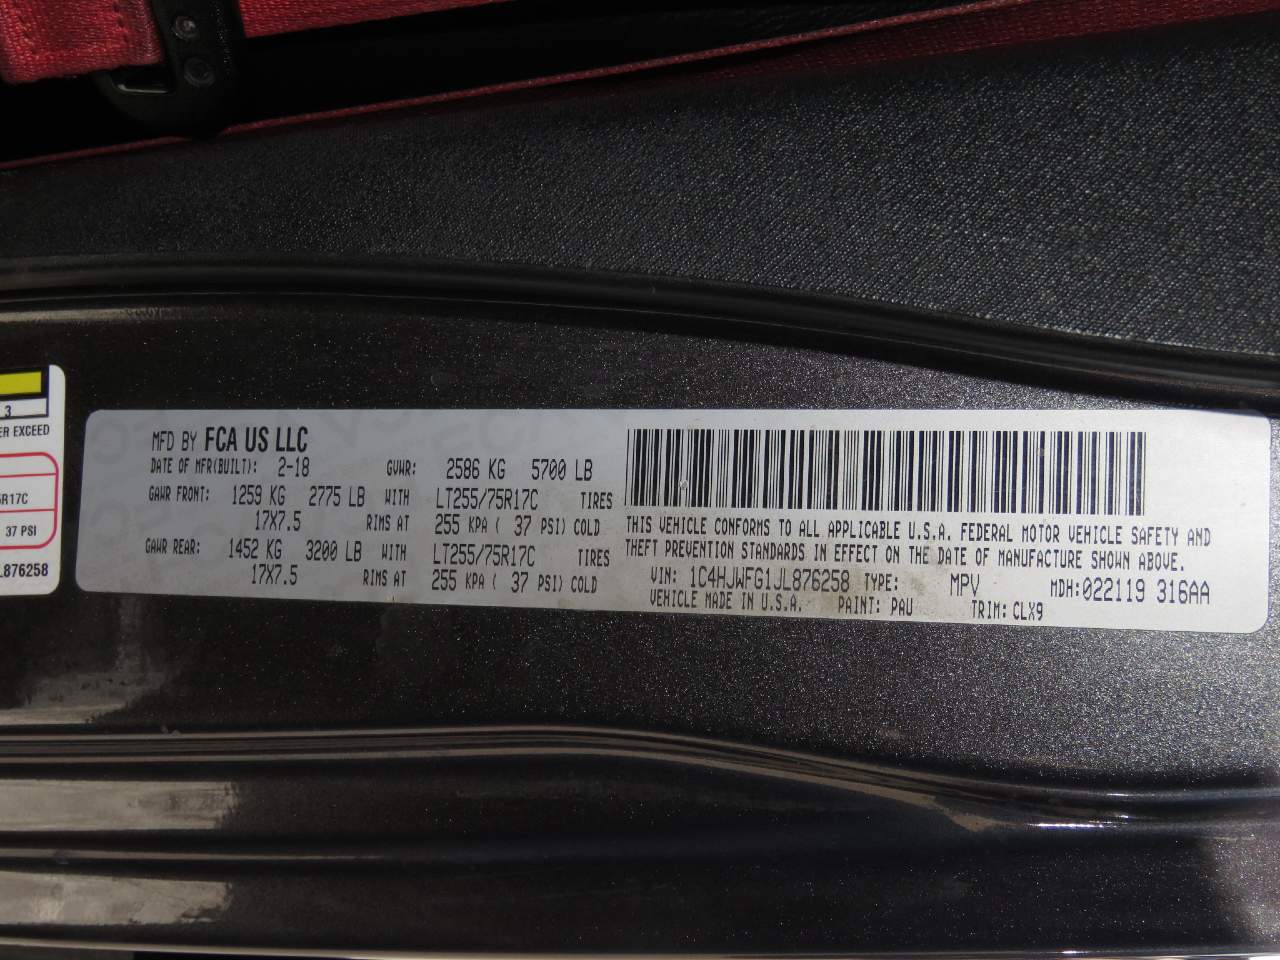 3
ER EXCEED
5R17C
37 PSI
L876258
MFD BY FCA US LLC
DATE OF MFR(BUILT): 2-18 GVWR: 2586 KG 5700 LB
GAWR FRONT: 1259 KG 2775 LB WITH LT255/75R17C TIRES
17X7.5 RIMS AT 255 KPA ( 37 PSI) COLD
GAWR REAR: 1452 KG 3200 LB WITH LT255/75R17C TIRES
17X7.5 RIMS AT 255 KPA ( 37 PSI) COLD
THIS VEHICLE CONFORMS TO ALL APPLICABLE U.S.A. FEDERAL MOTOR VEHICLE SAFETY AND
THEFT PREVENTION STANDARDS IN EFFECT ON THE DATE OF MANUFACTURE SHOWN ABOVE.
VIN: 1C4HJWFG1JL876258 TYPE: MPV MDH:022119 316AA
VEHICLE MADE IN U.S.A. PAINT: PAU TRIM: CLX9